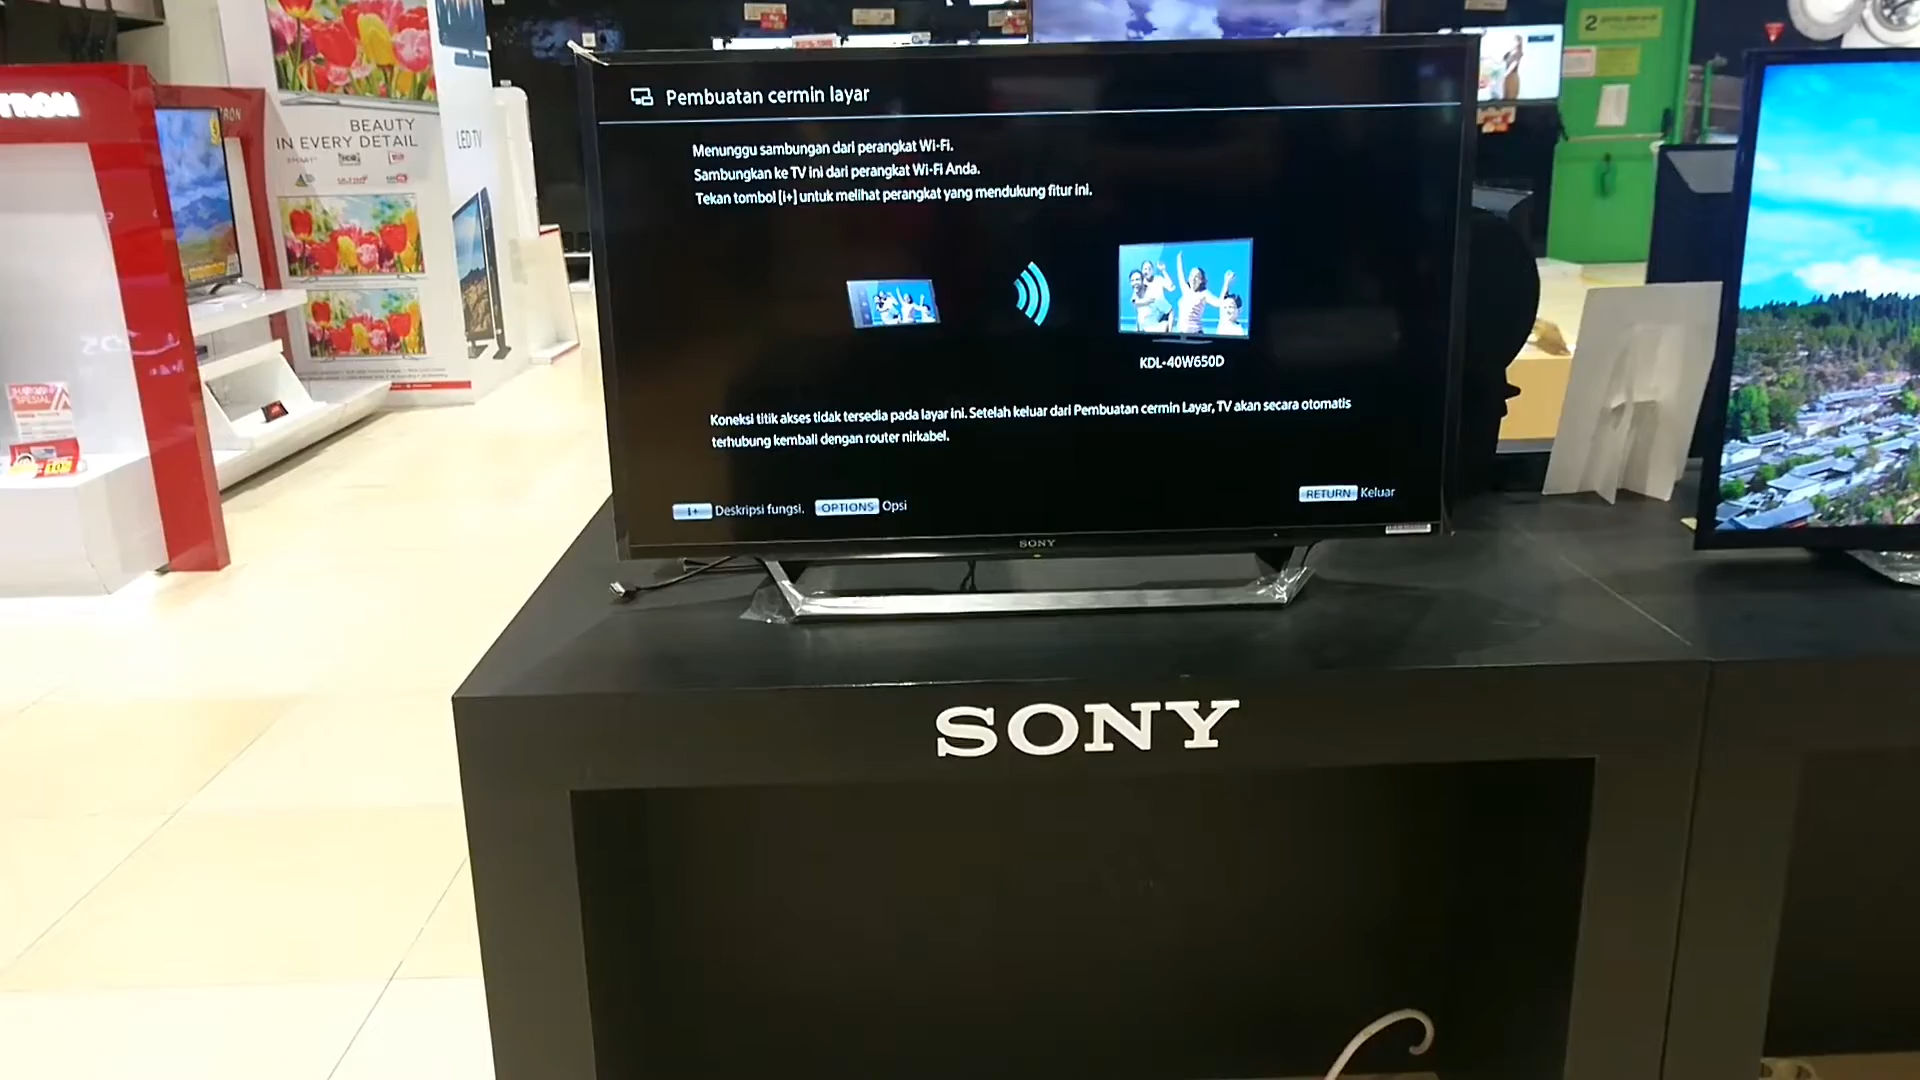 TRON
BEAUTY
IN EVERY DETAIL
LED TV
2
Pembuatan cermin layar
Menunggu sambungan dari perangkat Wi-Fi.
Sambungkan ke TV ini dari perangkat Wi-Fi Anda.
Tekan tombol [i+] untuk melihat perangkat yang mendukung fitur ini.
KDL-40W650D
Koneksi titik akses tidak tersedia pada layar ini. Setelah keluar dari Pembuatan cermin Layar, TV akan secara otomatis
terhubung kembali dengan router nirkabel.
i+ Deskripsi fungsi. OPTIONS Opsi
RETURN Keluar
SONY
SONY